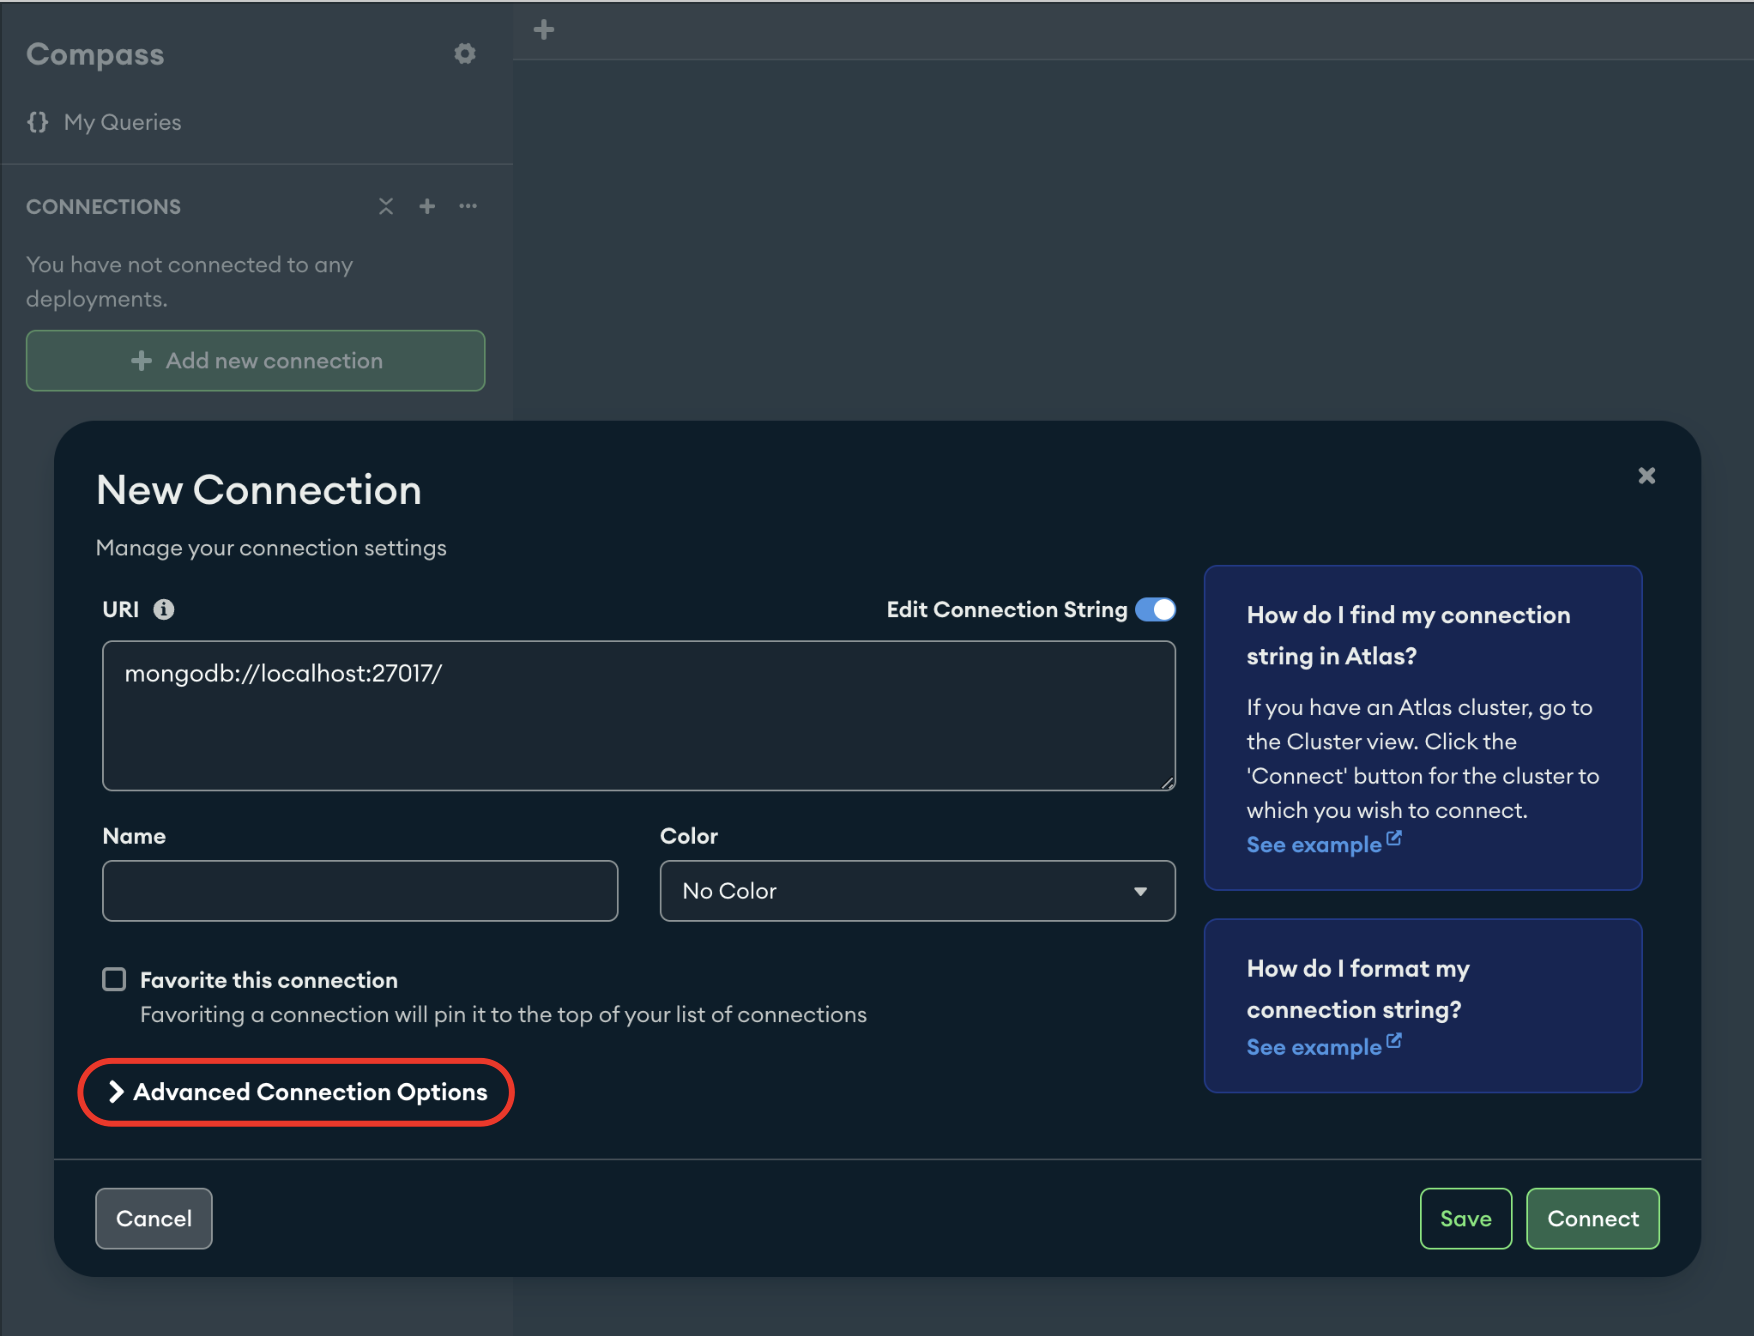 Compass
{} My Queries
CONNECTIONS
You have not connected to any
deployments.
Add new connection
New Connection
Manage your connection settings
URI
Edit Connection String
mongodb://localhost:27017/
Name
Color
No Color
Favorite this connection
Favoriting a connection will pin it to the top of your list of connections
Advanced Connection Options
How do I find my connection
string in Atlas?
If you have an Atlas cluster, go to
the Cluster view. Click the
'Connect' button for the cluster to
which you wish to connect.
See example
How do I format my
connection string?
See example
Cancel
Save
Connect